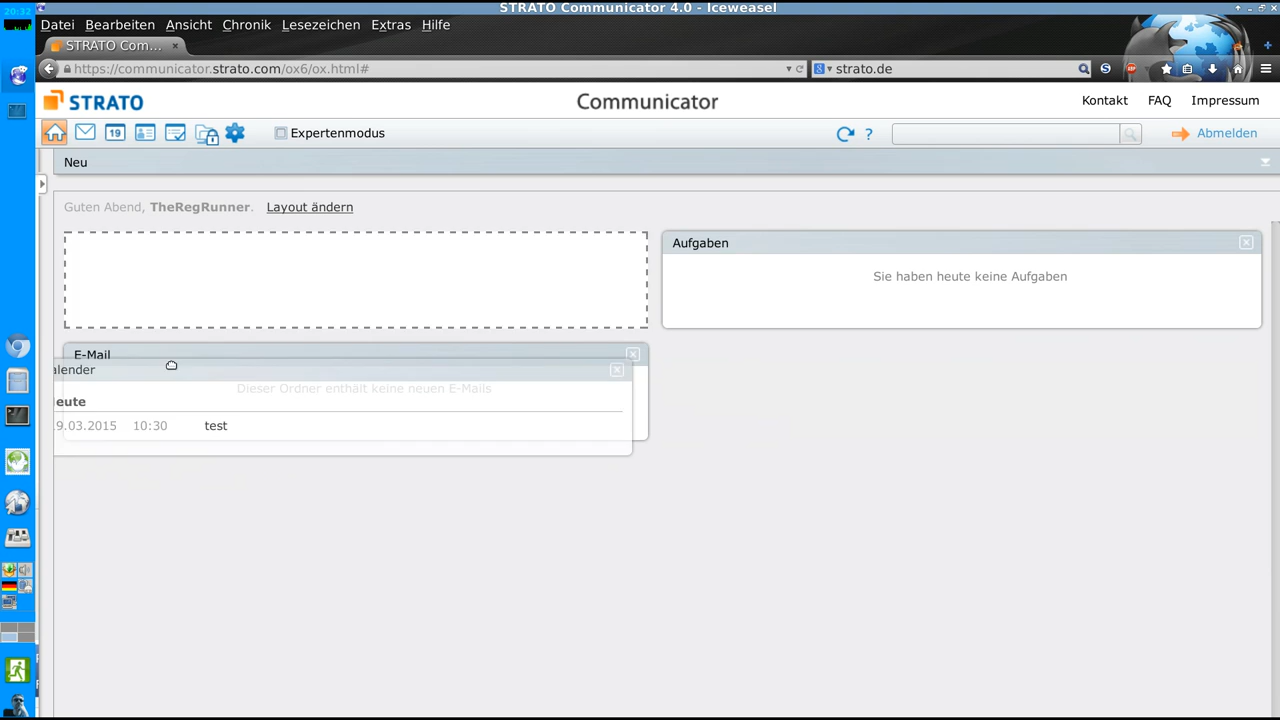 20:32
STRATO Communicator 4.0 - Iceweasel
Datei Bearbeiten Ansicht Chronik Lesezeichen Extras Hilfe
STRATO Com...
https://communicator.strato.com/ox6/ox.html#
strato.de
STRATO
Communicator
Kontakt FAQ Impressum
19
Expertenmodus
?
Abmelden
Neu
Guten Abend, TheRegRunner. Layout ändern
Aufgaben
Sie haben heute keine Aufgaben
E-Mail
alender
Dieser Ordner enthält keine neuen E-Mails
eute
9.03.2015 10:30 test